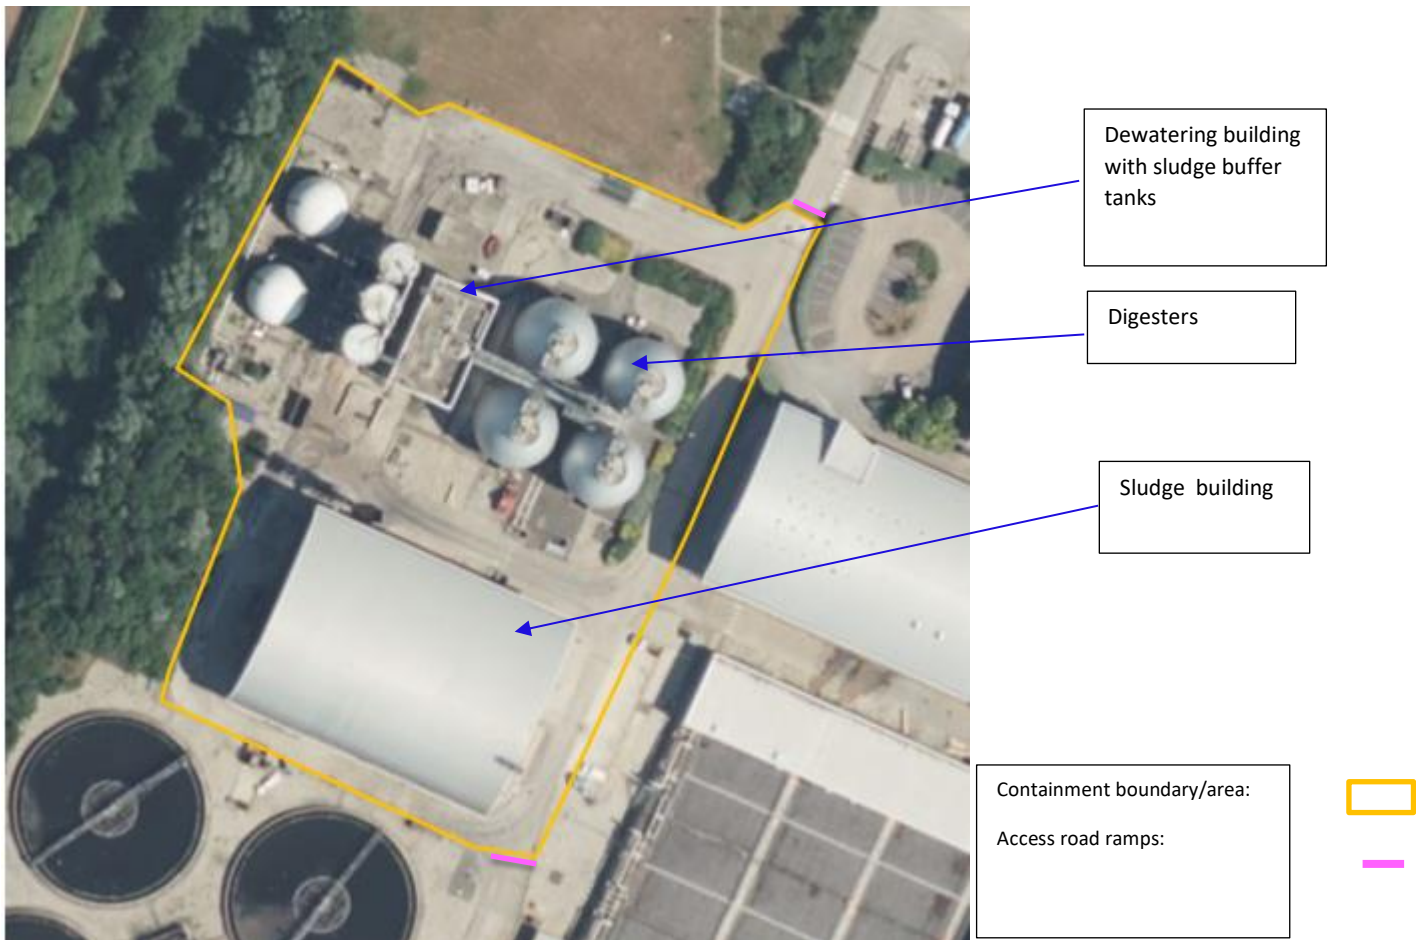 Dewatering building
with sludge buffer
tanks
Digesters
Sludge  building
Containment boundary/area:
Access road ramps: